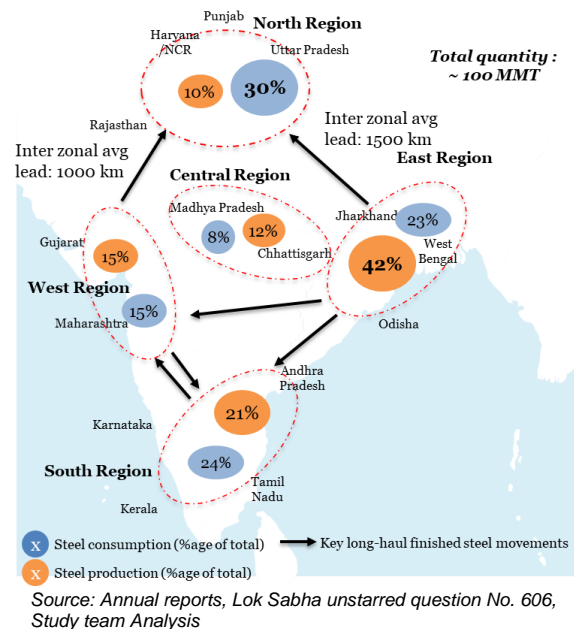 Punjab
North Region
Haryana
/NCR
Uttar Pradesh
Total quantity :
~ 100 MMT
10%
30%
Rajasthan
Inter zonal avg
lead: 1000 km
Inter zonal avg
lead: 1500 km
East Region
Central Region
Madhya Pradesh
8%
12%
Chhattisgarh
Jharkhand
23%
West
Bengal
42%
Odisha
Gujarat
15%
West Region
15%
Maharashtra
Andhra
Pradesh
Karnataka
21%
24%
South Region
Tamil
Nadu
Kerala
x Steel consumption (%age of total)
Key long-haul finished steel movements
x Steel production (%age of total)
Source: Annual reports, Lok Sabha unstarred question No. 606,
Study team Analysis